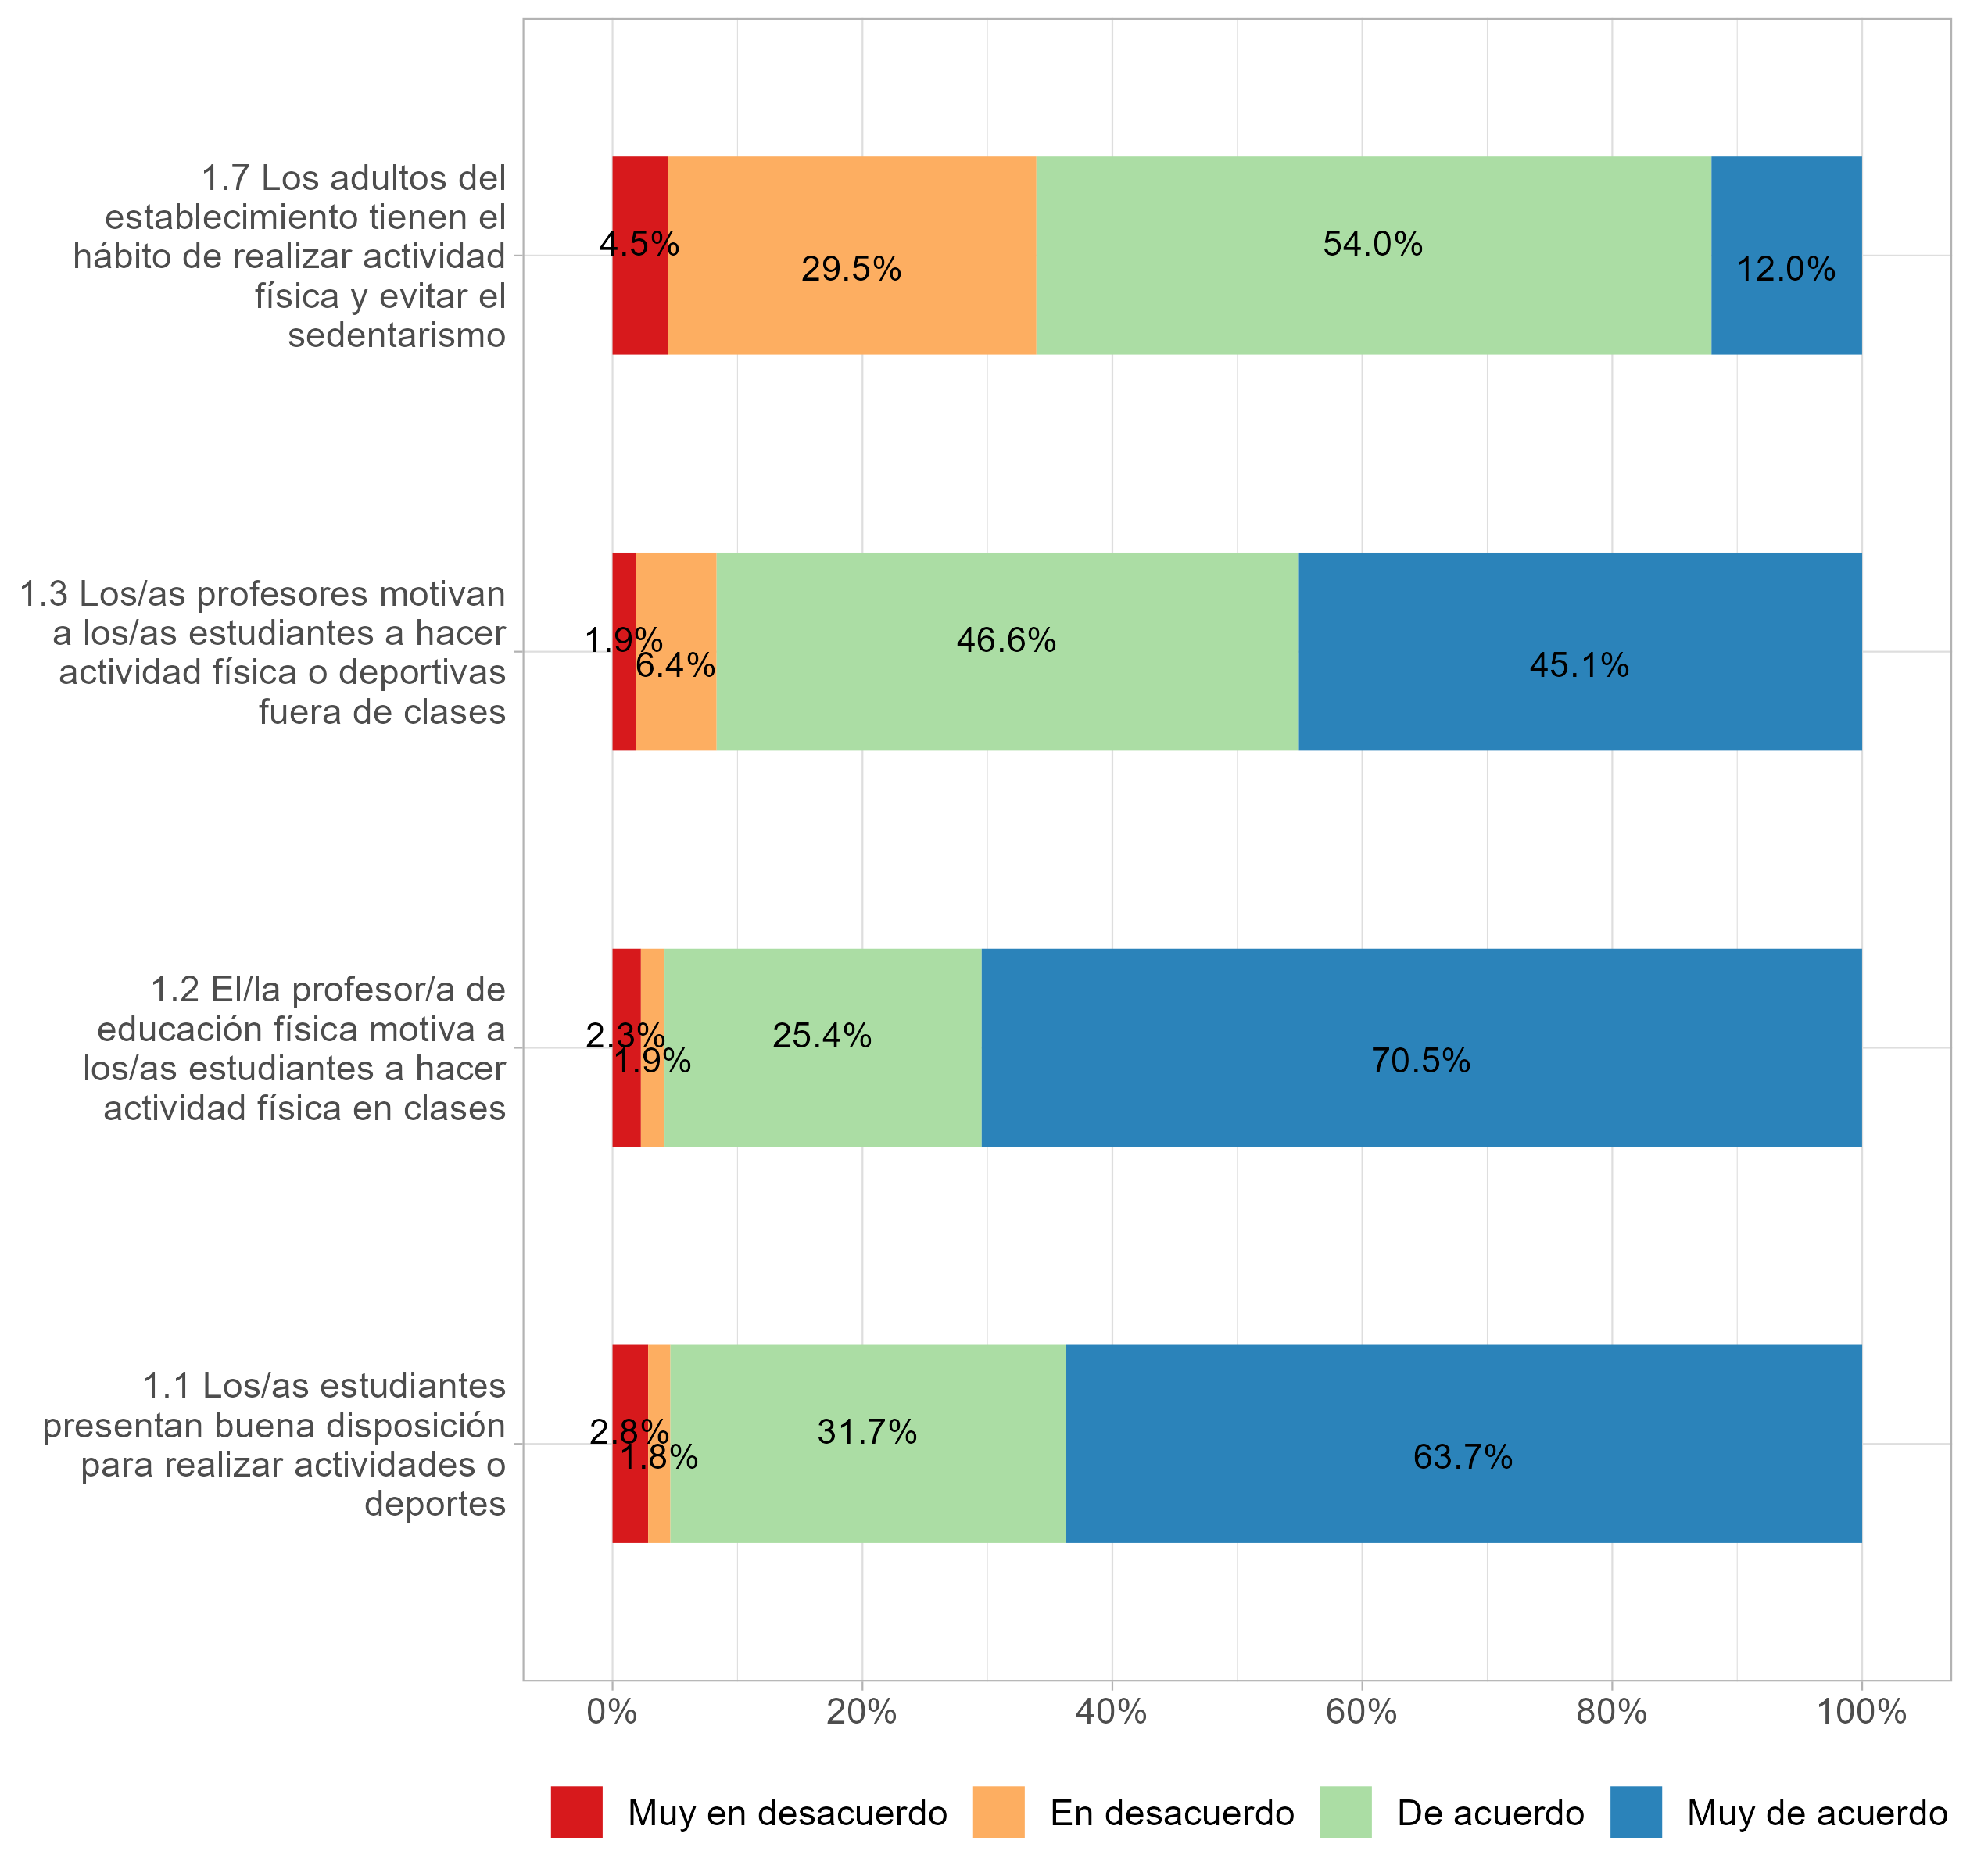 1.7 Los adultos del
establecimiento tienen el
hábito de realizar actividad
física y evitar el
sedentarismo
4.5%
29.5%
54.0%
12.0%
1.3 Los/as profesores motivan
a los/as estudiantes a hacer
actividad física o deportivas
fuera de clases
1.9%
6.4%
46.6%
45.1%
1.2 El/la profesor/a de
educación física motiva a
los/as estudiantes a hacer
actividad física en clases
2.3%
1.9%
25.4%
70.5%
1.1 Los/as estudiantes
presentan buena disposición
para realizar actividades o
deportes
2.8%
1.8%
31.7%
63.7%
0% 20% 40% 60% 80% 100%
Muy en desacuerdo En desacuerdo De acuerdo Muy de acuerdo